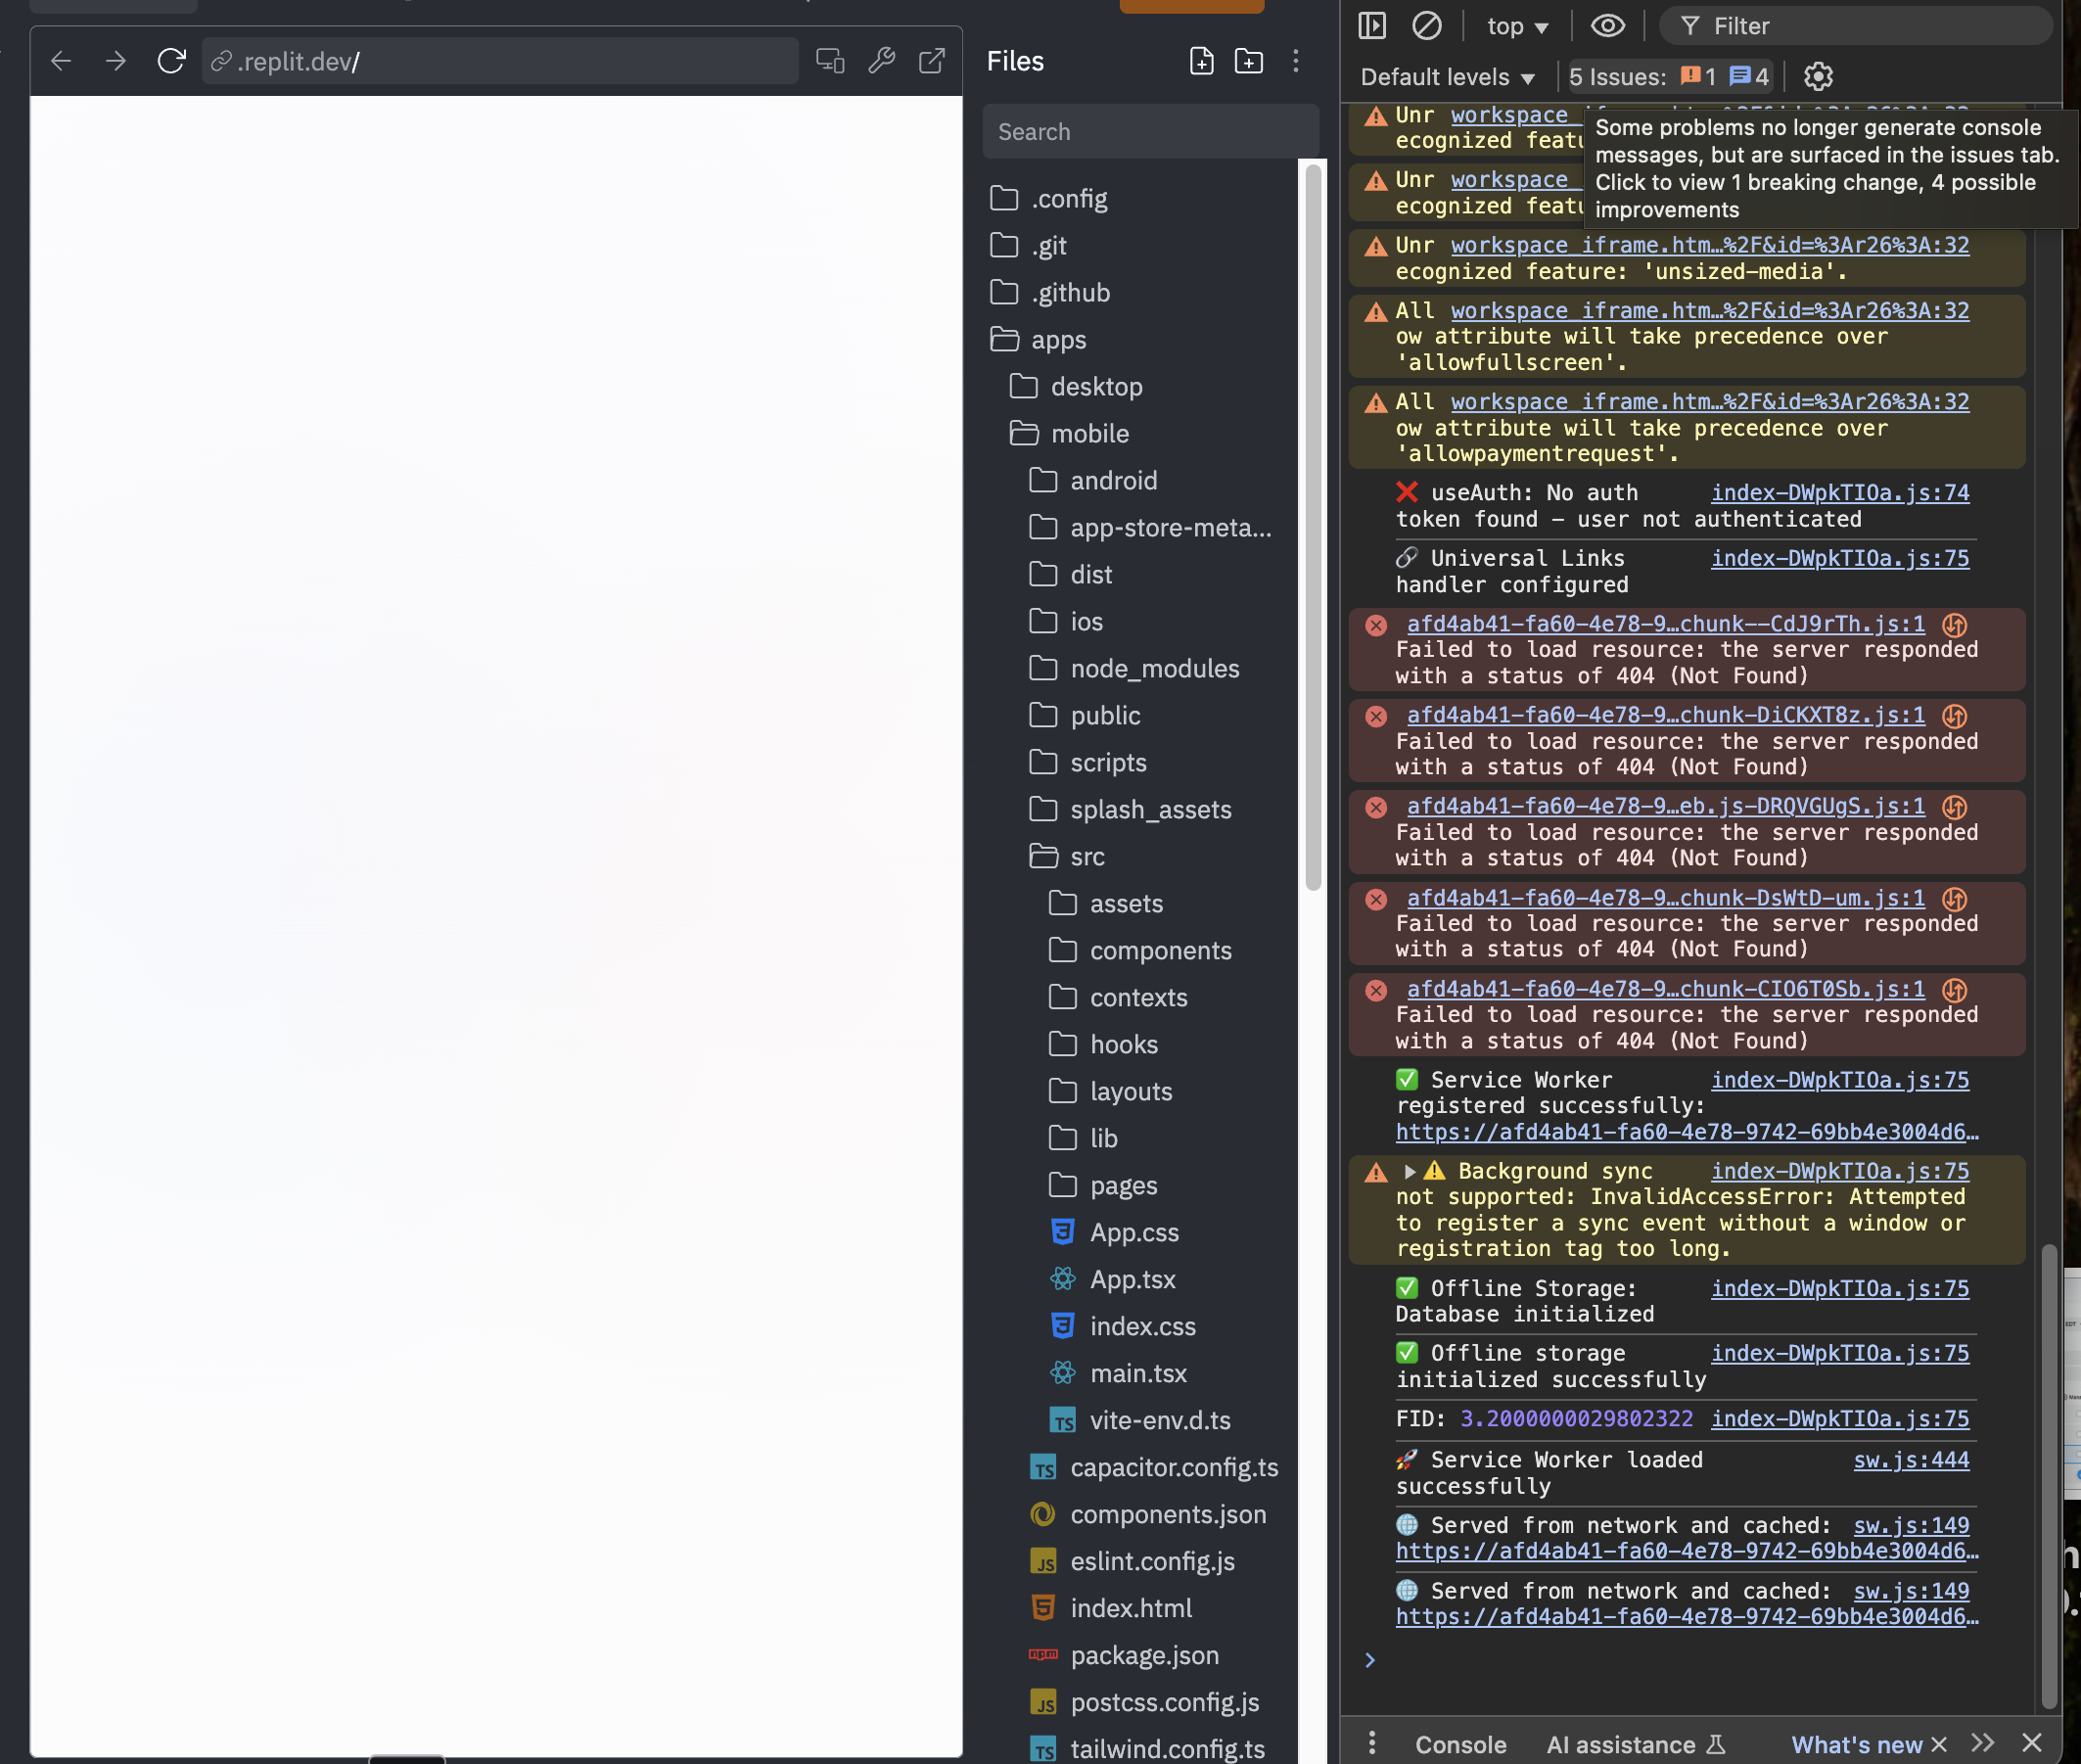 .replit.dev/
Files
Search
.config
.git
.github
apps
desktop
mobile
android
app-store-meta...
dist
ios
node_modules
public
scripts
splash_assets
src
assets
components
contexts
hooks
layouts
lib
pages
App.css
App.tsx
index.css
main.tsx
TS vite-env.d.ts
TS capacitor.config.ts
components.json
JS eslint.config.js
index.html
npm package.json
JS postcss.config.js
TS tailwind.config.ts
top
Filter
Default levels
5 Issues: 1 4
Some problems no longer generate console
messages, but are surfaced in the issues tab.
Click to view 1 breaking change, 4 possible
improvements
Unr workspace_
ecognized featu
Unr workspace_
ecognized featu
Unr workspace_iframe.htm…%2F&id=%3Ar26%3A:32
ecognized feature: 'unsized-media'.
All workspace_iframe.htm…%2F&id=%3Ar26%3A:32
ow attribute will take precedence over
'allowfullscreen'.
All workspace_iframe.htm…%2F&id=%3Ar26%3A:32
ow attribute will take precedence over
'allowpaymentrequest'.
❌ useAuth: No auth index-DWpkTIOa.js:74
token found – user not authenticated
🔗 Universal Links index-DWpkTIOa.js:75
handler configured
afd4ab41-fa60-4e78-9…chunk--CdJ9rTh.js:1
Failed to load resource: the server responded
with a status of 404 (Not Found)
afd4ab41-fa60-4e78-9…chunk-DiCKXT8z.js:1
Failed to load resource: the server responded
with a status of 404 (Not Found)
afd4ab41-fa60-4e78-9…eb.js-DRQVGUgS.js:1
Failed to load resource: the server responded
with a status of 404 (Not Found)
afd4ab41-fa60-4e78-9…chunk-DsWtD-um.js:1
Failed to load resource: the server responded
with a status of 404 (Not Found)
afd4ab41-fa60-4e78-9…chunk-CIO6T0Sb.js:1
Failed to load resource: the server responded
with a status of 404 (Not Found)
✅ Service Worker index-DWpkTIOa.js:75
registered successfully:
https://afd4ab41-fa60-4e78-9742-69bb4e3004d6…
⚠️ Background sync index-DWpkTIOa.js:75
not supported: InvalidAccessError: Attempted
to register a sync event without a window or
registration tag too long.
✅ Offline Storage: index-DWpkTIOa.js:75
Database initialized
✅ Offline storage index-DWpkTIOa.js:75
initialized successfully
FID: 3.2000000029802322 index-DWpkTIOa.js:75
🚀 Service Worker loaded sw.js:444
successfully
🌐 Served from network and cached: sw.js:149
https://afd4ab41-fa60-4e78-9742-69bb4e3004d6…
🌐 Served from network and cached: sw.js:149
https://afd4ab41-fa60-4e78-9742-69bb4e3004d6…
Console
AI assistance
What's new